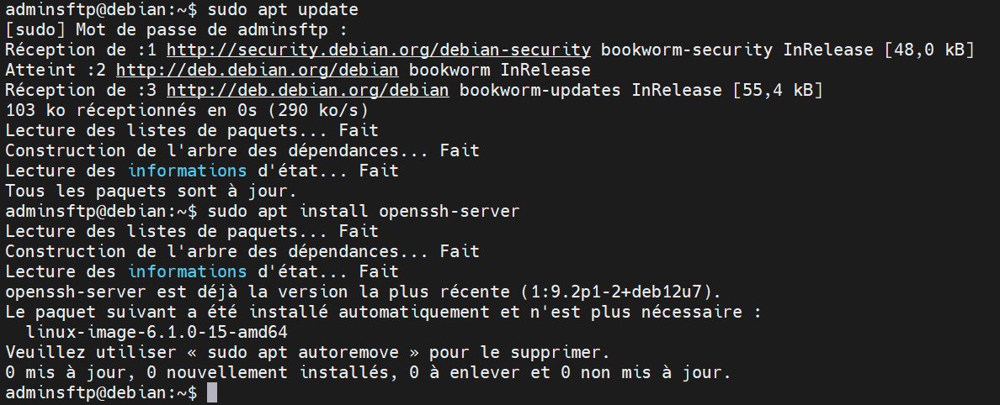 adminsftp@debian:~$ sudo apt update
[sudo] Mot de passe de adminsftp :
Réception de :1 http://security.debian.org/debian-security bookworm-security InRelease [48,0 kB]
Atteint :2 http://deb.debian.org/debian bookworm InRelease
Réception de :3 http://deb.debian.org/debian bookworm-updates InRelease [55,4 kB]
103 ko réceptionnés en 0s (290 ko/s)
Lecture des listes de paquets... Fait
Construction de l'arbre des dépendances... Fait
Lecture des informations d'état... Fait
Tous les paquets sont à jour.
adminsftp@debian:~$ sudo apt install openssh-server
Lecture des listes de paquets... Fait
Construction de l'arbre des dépendances... Fait
Lecture des informations d'état... Fait
openssh-server est déjà la version la plus récente (1:9.2p1-2+deb12u7).
Le paquet suivant a été installé automatiquement et n'est plus nécessaire :
  linux-image-6.1.0-15-amd64
Veuillez utiliser « sudo apt autoremove » pour le supprimer.
0 mis à jour, 0 nouvellement installés, 0 à enlever et 0 non mis à jour.
adminsftp@debian:~$